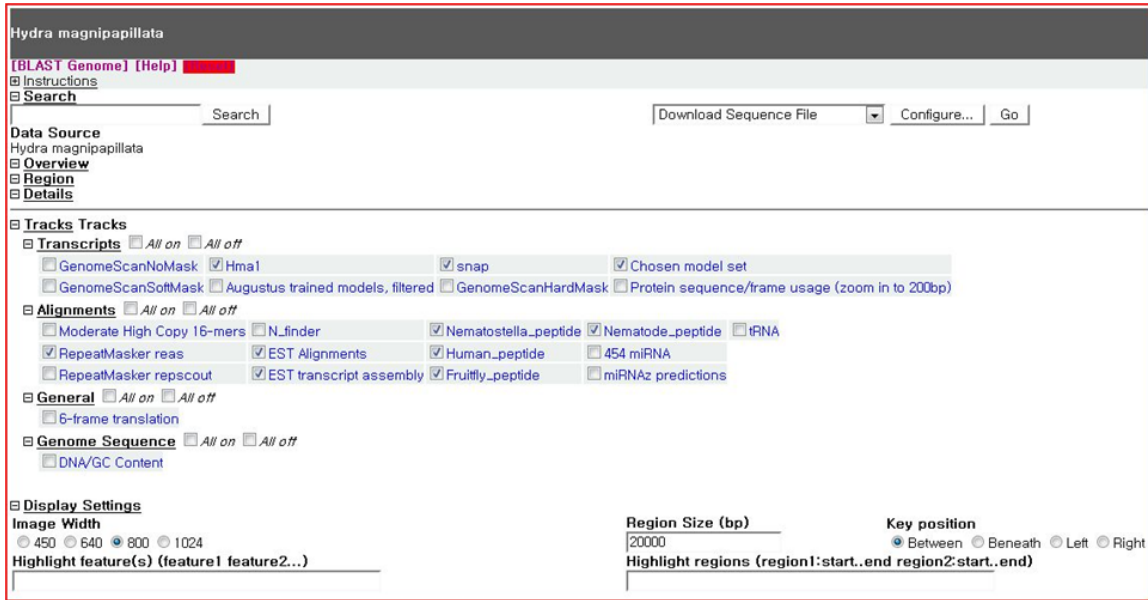 Hydra magnipapillata
[BLAST Genome] [Help]
Instructions
Search
Search Download Sequence File Configure... Go
Data Source
Hydra magnipapillata
Overview
Region
Details
Tracks Tracks
Transcripts All on All off
GenomeScanNoMask Hma1 snap Chosen model set
GenomeScanSoftMask Augustus trained models, filtered GenomeScanHardMask Protein sequence/frame usage (zoom in to 200bp)
Alignments All on All off
Moderate High Copy 16-mers N_finder Nematostella_peptide Nematode_peptide tRNA
RepeatMasker reas EST Alignments Human_peptide 454 miRNA
RepeatMasker repscout EST transcript assembly Fruitfly_peptide miRNAz predictions
General All on All off
6-frame translation
Genome Sequence All on All off
DNA/GC Content
Display Settings
Image Width Region Size (bp) Key position
450 640 800 1024 20000 Between Beneath Left Right
Highlight feature(s) (feature1 feature2...) Highlight regions (region1:start..end region2:start..end)